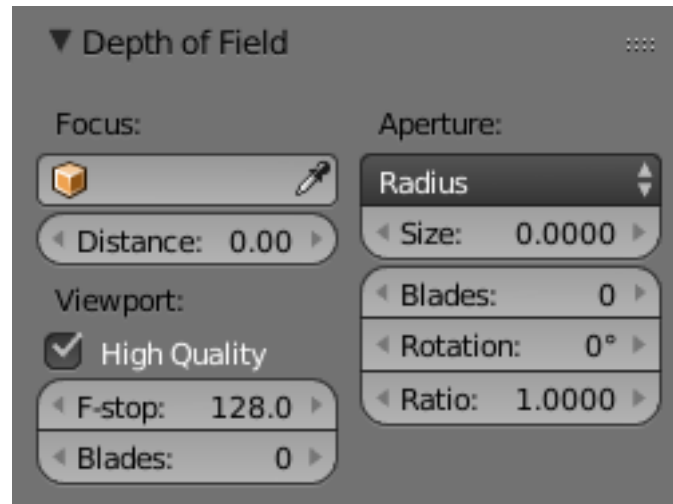 Depth of Field
Focus:
Distance: 0.00
Viewport:
High Quality
F-stop: 128.0
Blades: 0
Aperture:
Radius
Size: 0.0000
Blades: 0
Rotation: 0°
Ratio: 1.0000